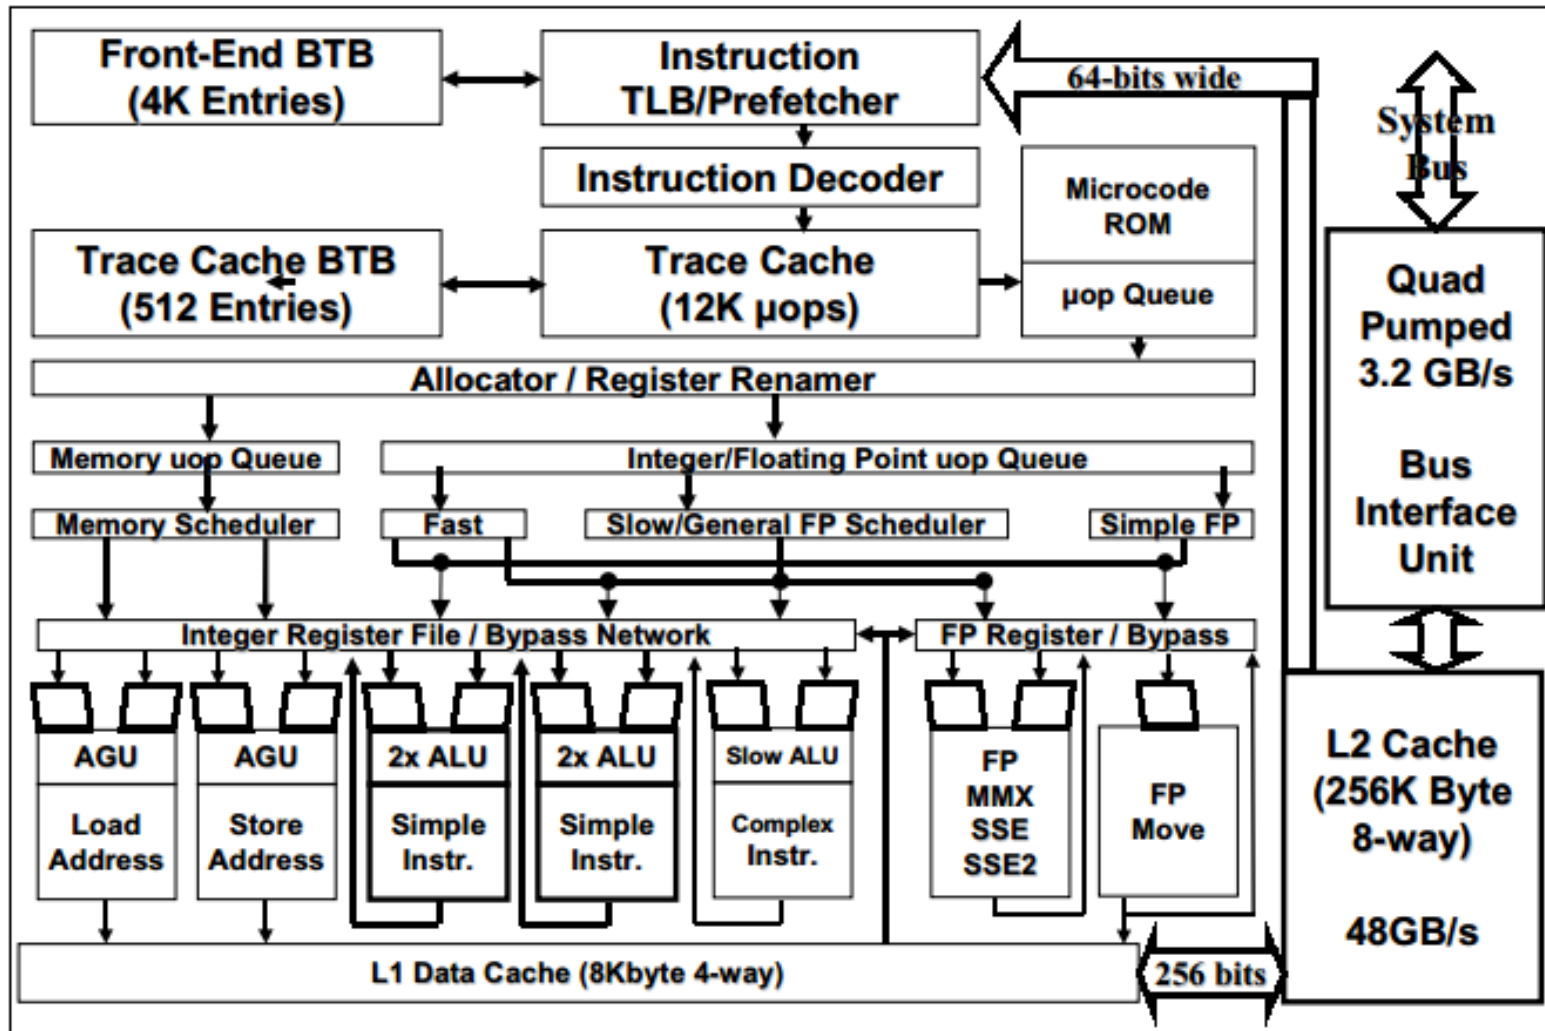 Front-End BTB
(4K Entries)
Instruction
TLB/Prefetcher
64-bits wide
System
Bus
Instruction Decoder
Microcode
ROM
Trace Cache BTB
(512 Entries)
Trace Cache
(12K µops)
µop Queue
Quad
Pumped
3.2 GB/s
Bus
Interface
Unit
Allocator / Register Renamer
Memory uop Queue
Integer/Floating Point uop Queue
Memory Scheduler
Fast
Slow/General FP Scheduler
Simple FP
Integer Register File / Bypass Network
FP Register / Bypass
AGU
Load
Address
AGU
Store
Address
2x ALU
Simple
Instr.
2x ALU
Simple
Instr.
Slow ALU
Complex
Instr.
FP
MMX
SSE
SSE2
FP
Move
L2 Cache
(256K Byte
8-way)
48GB/s
L1 Data Cache (8Kbyte 4-way)
256 bits